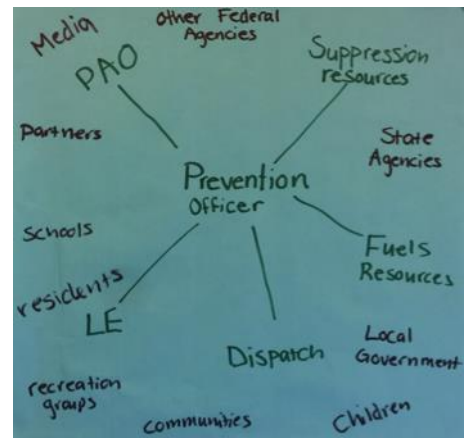 Media
other Federal
Agencies
PAO
Suppression
resources
partners
State
Agencies
Prevention
officer
schools
Fuels
Resources
residents
LE
Dispatch
Local
Government
recreation
groups
communities
Children